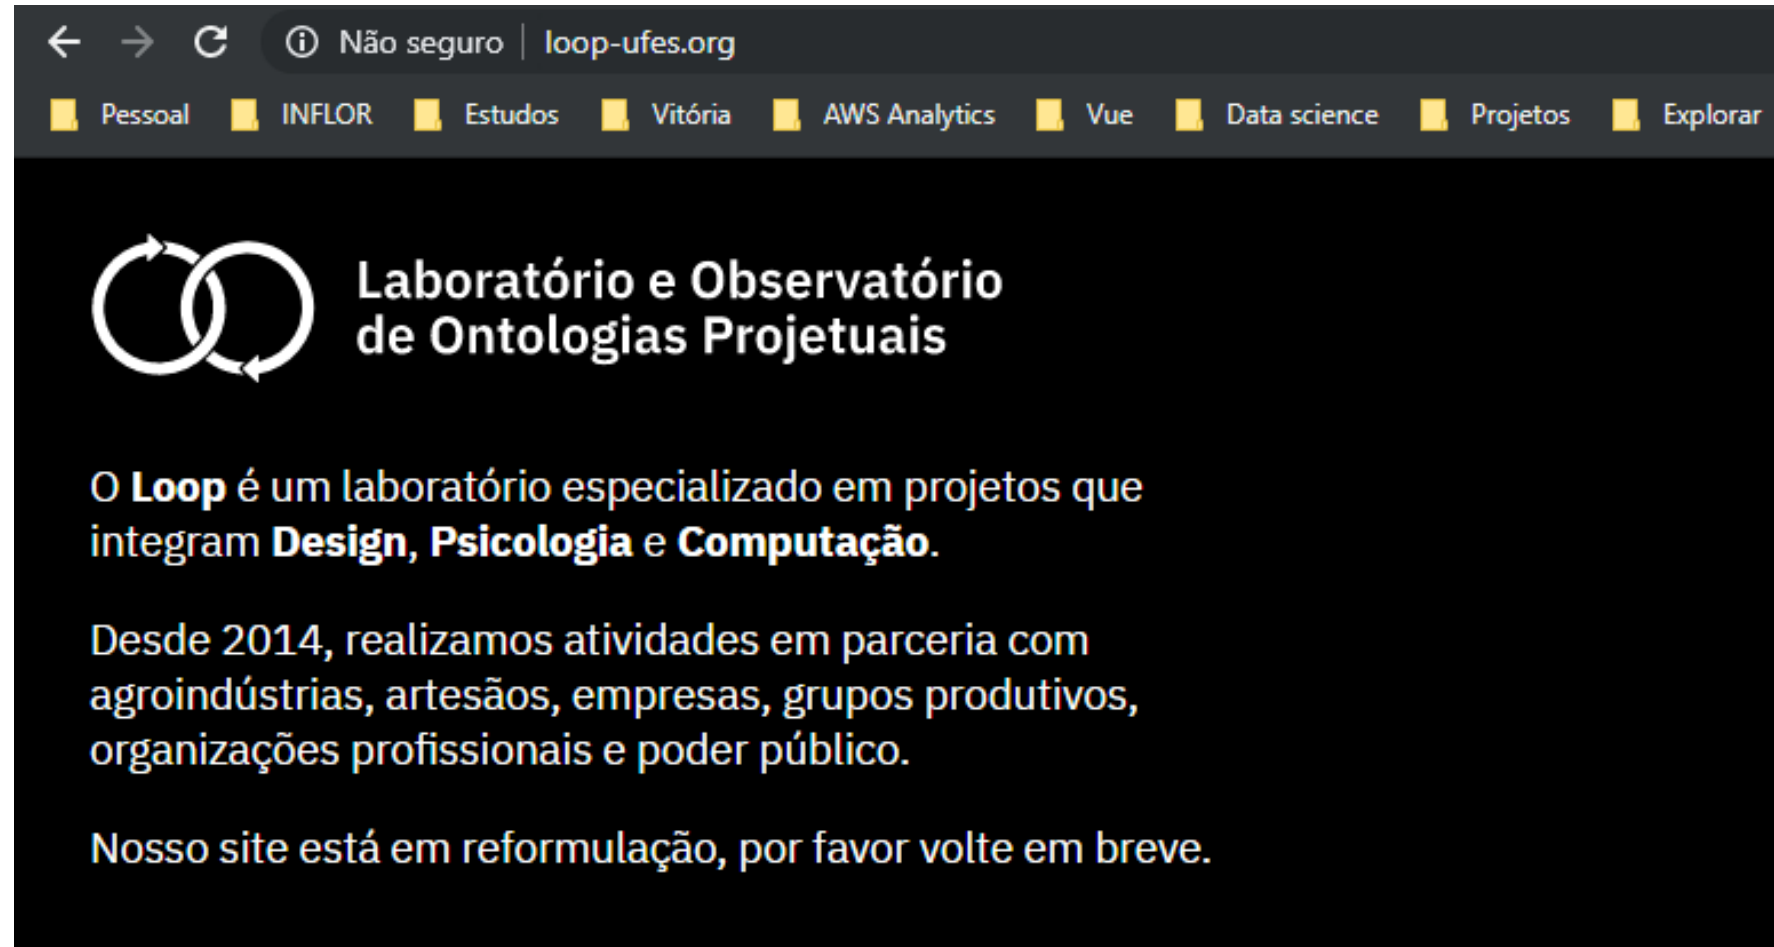 Não seguro loop-ufes.org
Pessoal INFLOR Estudos Vitória AWS Analytics Vue Data science Projetos Explorar
Laboratório e Observatório
de Ontologias Projetuais
O Loop é um laboratório especializado em projetos que
integram Design, Psicologia e Computação.
Desde 2014, realizamos atividades em parceria com
agroindústrias, artesãos, empresas, grupos produtivos,
organizações profissionais e poder público.
Nosso site está em reformulação, por favor volte em breve.